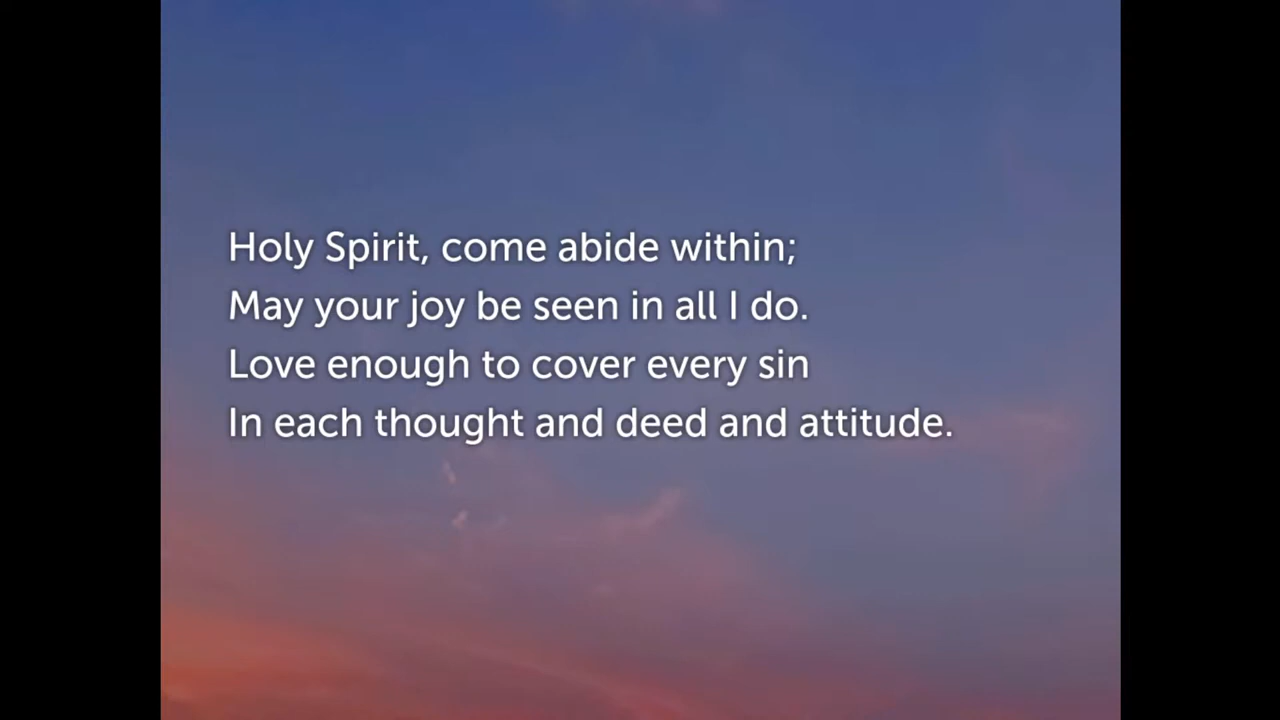 Holy Spirit, come abide within;
May your joy be seen in all I do.
Love enough to cover every sin
In each thought and deed and attitude.